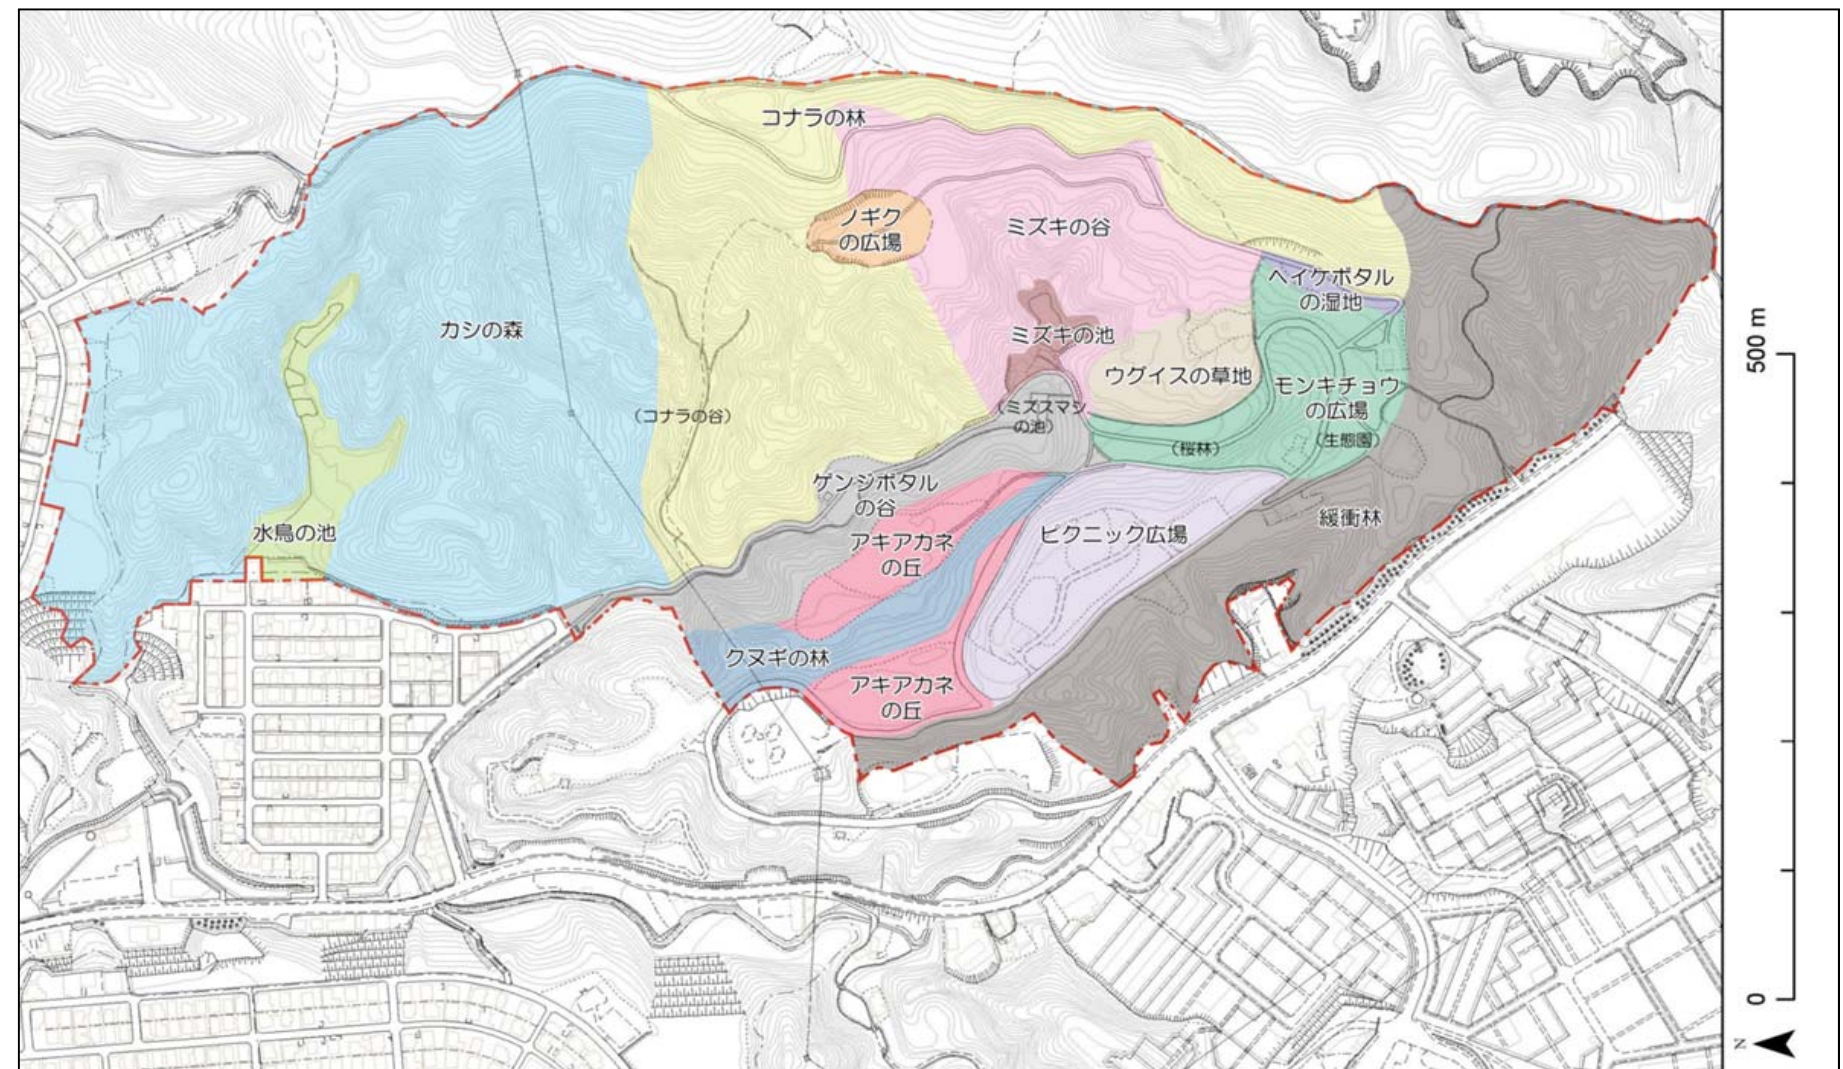 コナラの林
ノギク
の広場
ミズキの谷
ヘイケボタル
の湿地
カシの森
ミズキの池
ウグイスの草地
モンキチョウ
の広場
(生態園)
(コナラの谷)
(ミズスマシ
の池)
(桜林)
ゲンジボタル
の谷
水鳥の池
アキアカネ
の丘
ピクニック広場
緩衝林
クヌギの林
アキアカネ
の丘
500 m
0
N